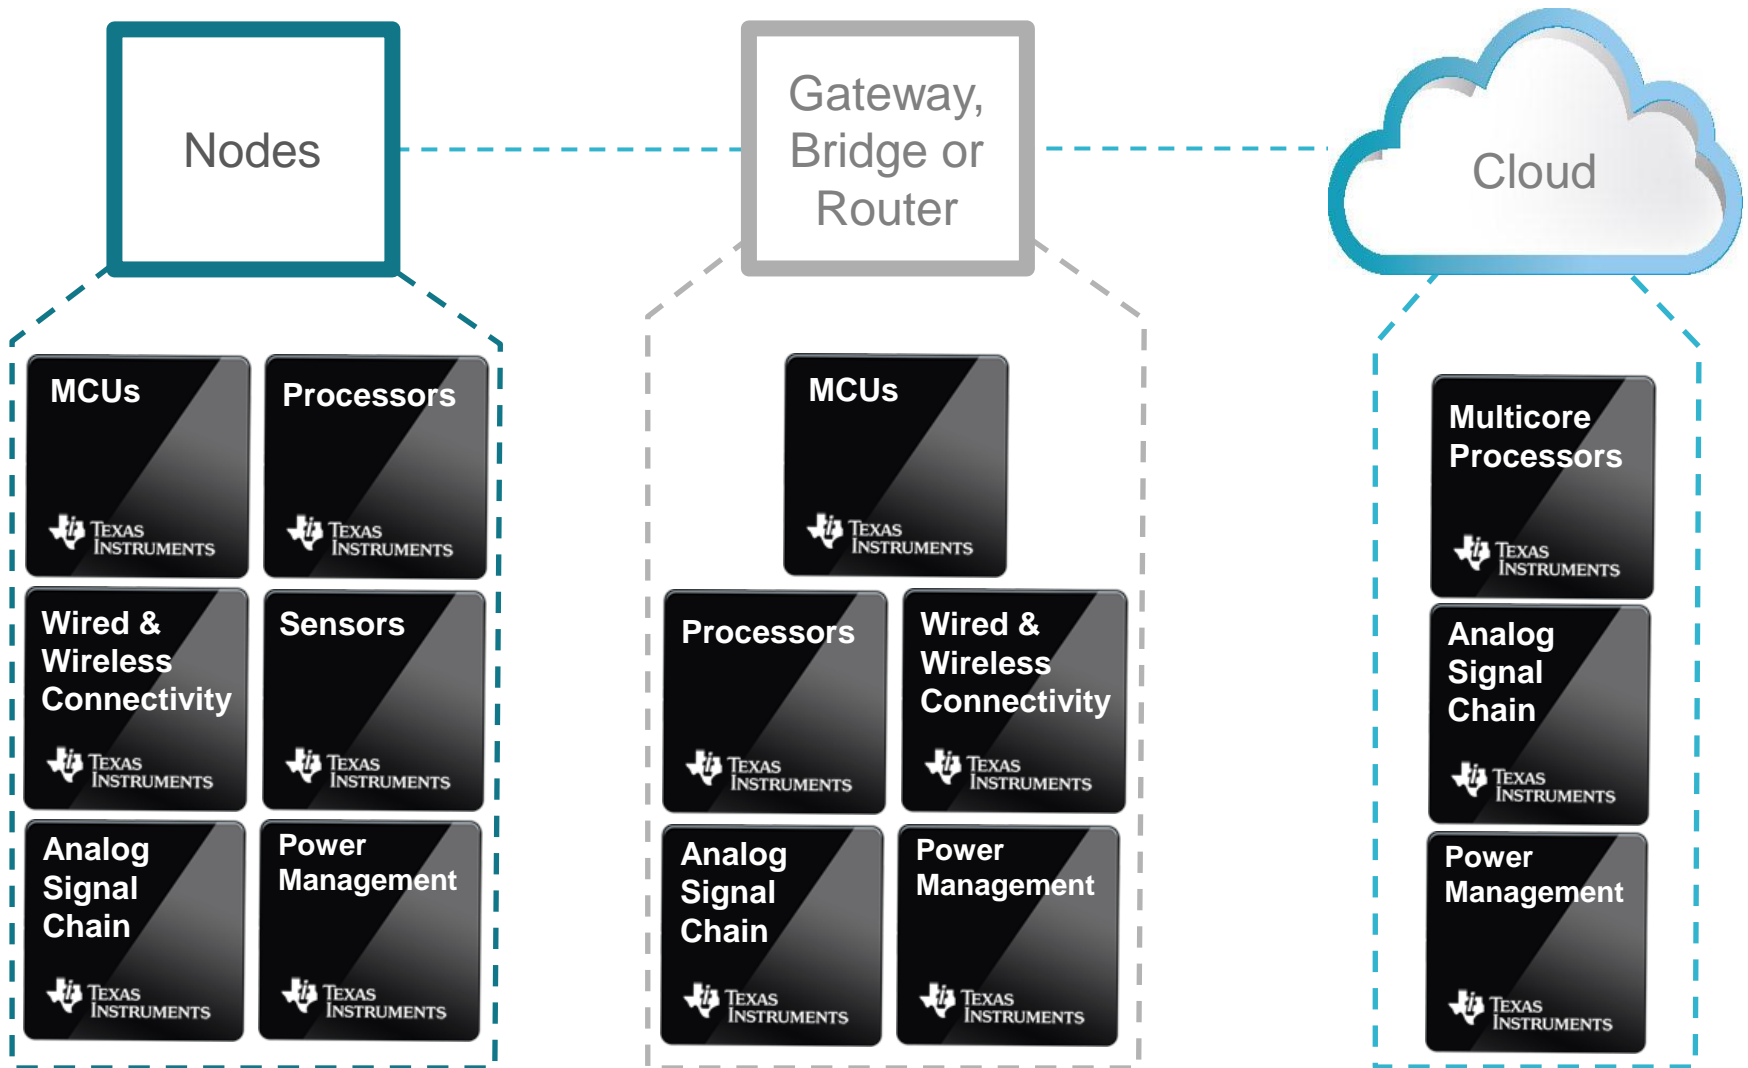 Nodes
Gateway,
Bridge or
Router
Cloud
MCUs
TEXAS
INSTRUMENTS
Processors
TEXAS
INSTRUMENTS
Wired &
Wireless
Connectivity
TEXAS
INSTRUMENTS
Sensors
TEXAS
INSTRUMENTS
Analog
Signal
Chain
TEXAS
INSTRUMENTS
Power
Management
TEXAS
INSTRUMENTS
MCUs
TEXAS
INSTRUMENTS
Processors
TEXAS
INSTRUMENTS
Wired &
Wireless
Connectivity
TEXAS
INSTRUMENTS
Analog
Signal
Chain
TEXAS
INSTRUMENTS
Power
Management
TEXAS
INSTRUMENTS
Multicore
Processors
TEXAS
INSTRUMENTS
Analog
Signal
Chain
TEXAS
INSTRUMENTS
Power
Management
TEXAS
INSTRUMENTS